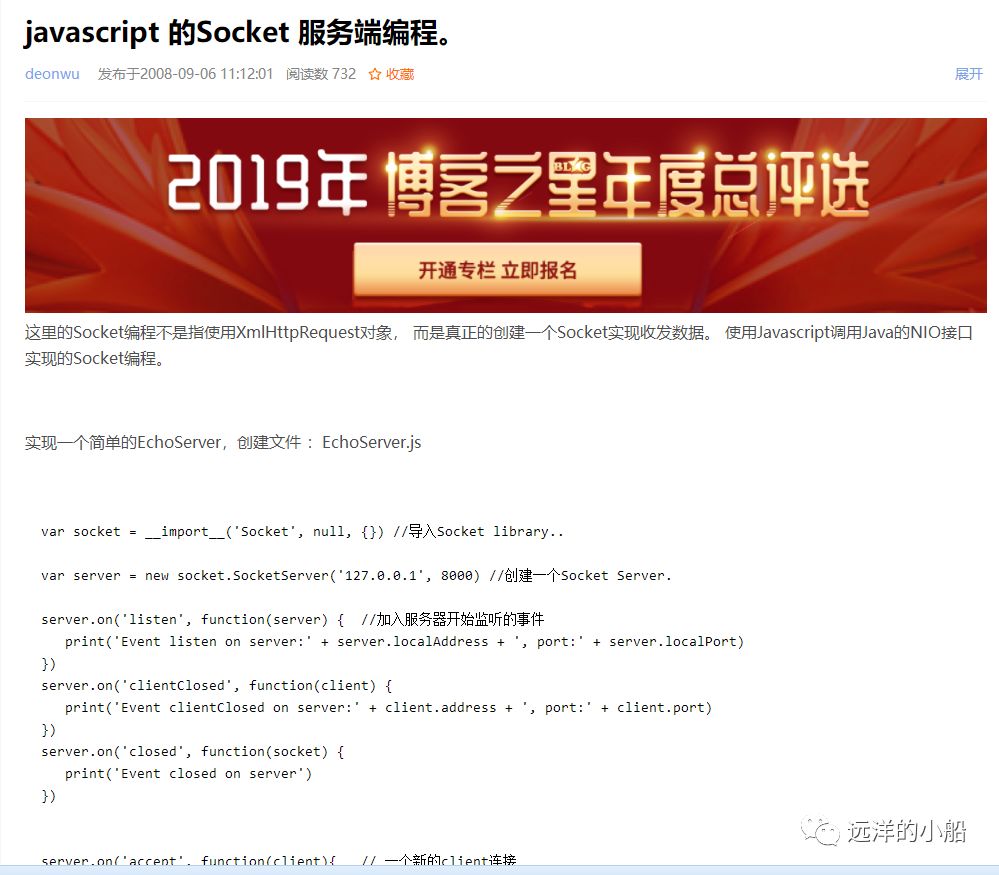 javascript 的Socket 服务端编程。
deonwu 发布于2008-09-06 11:12:01 阅读数 732 收藏 展开
2019年 博客之星年度总评选
BLOG
开通专栏 立即报名
这里的Socket编程不是指使用XmlHttpRequest对象， 而是真正的创建一个Socket实现收发数据。 使用Javascript调用Java的NIO接口
实现的Socket编程。
实现一个简单的EchoServer，创建文件 ：EchoServer.js
var socket = __import__('Socket', null, {}) //导入Socket library..
var server = new socket.SocketServer('127.0.0.1', 8000) //创建一个Socket Server.
server.on('listen', function(server) {  //加入服务器开始监听的事件
   print('Event listen on server:' + server.localAddress + ', port:' + server.localPort)
})
server.on('clientClosed', function(client) {
   print('Event clientClosed on server:' + client.address + ', port:' + client.port)
})
server.on('closed', function(socket) {
   print('Event closed on server')
})
server.on('accept', function(client){   // 一个新的client连接
远洋的小船